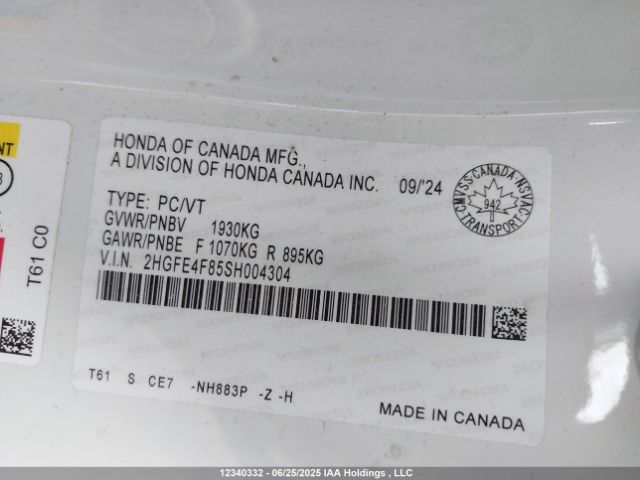 NT
T61 C0
HONDA OF CANADA MFG.,
A DIVISION OF HONDA CANADA INC. 09/'24
TYPE: PC/VT
GVWR/PNBV 1930KG
GAWR/PNBE F 1070KG R 895KG
V.I.N. 2HGFE4F85SH004304
CMVSS CANADA NSVAC
942
TRANSPORT
T61 S CE7 -NH883P -Z -H
MADE IN CANADA
12340332 - 06/25/2025 IAA Holdings , LLC